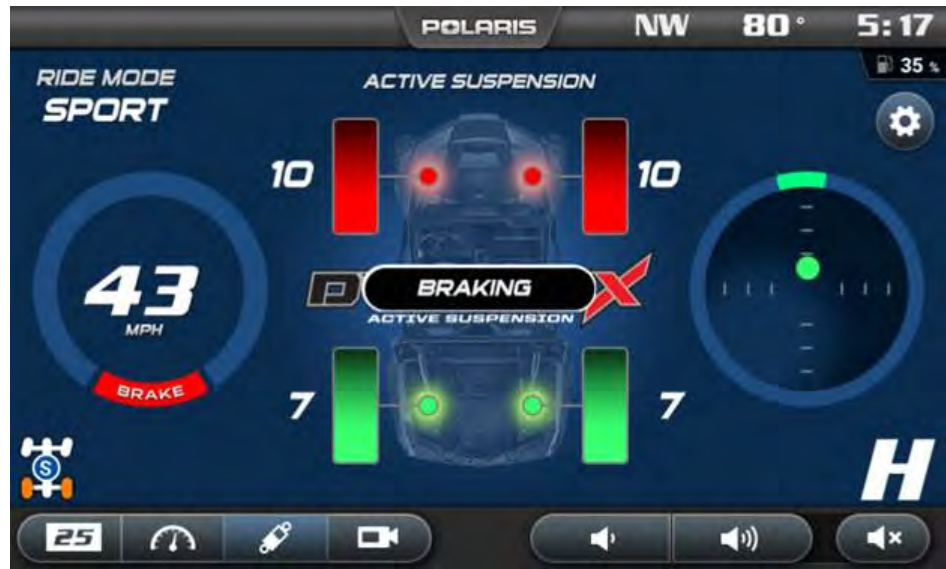 POLARIS
NW 80° 5:17
35 %
RIDE MODE
SPORT
ACTIVE SUSPENSION
10 10
43
MPH
BRAKE
D BRAKING X
ACTIVE SUSPENSION
7 7
S
H
25